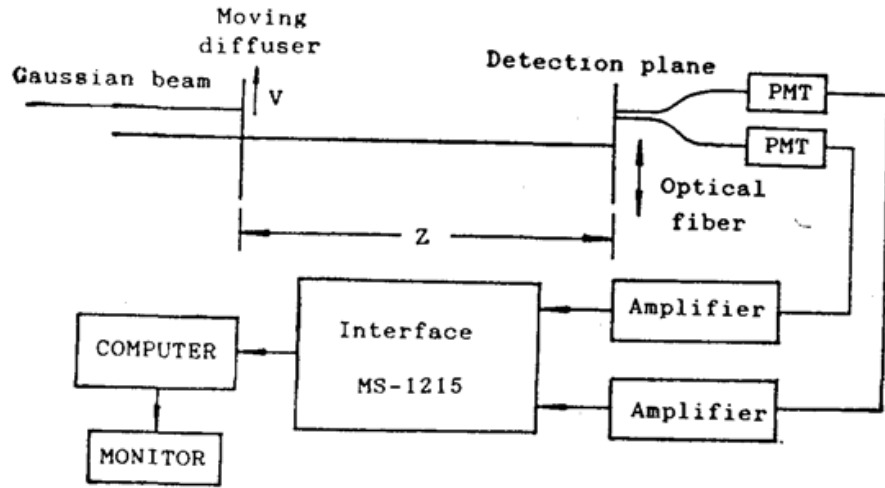 Moving
diffuser
Gaussian beam
V
Detection plane
PMT
PMT
Optical
fiber
Z
Interface
MS-1215
Amplifier
Amplifier
COMPUTER
MONITOR